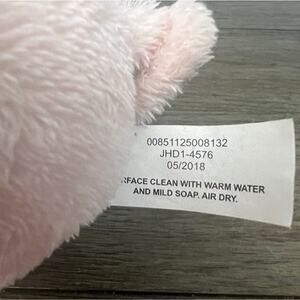 00851125008132
JHD1-4576
05/2018
RFACE CLEAN WITH WARM WATER
AND MILD SOAP. AIR DRY.